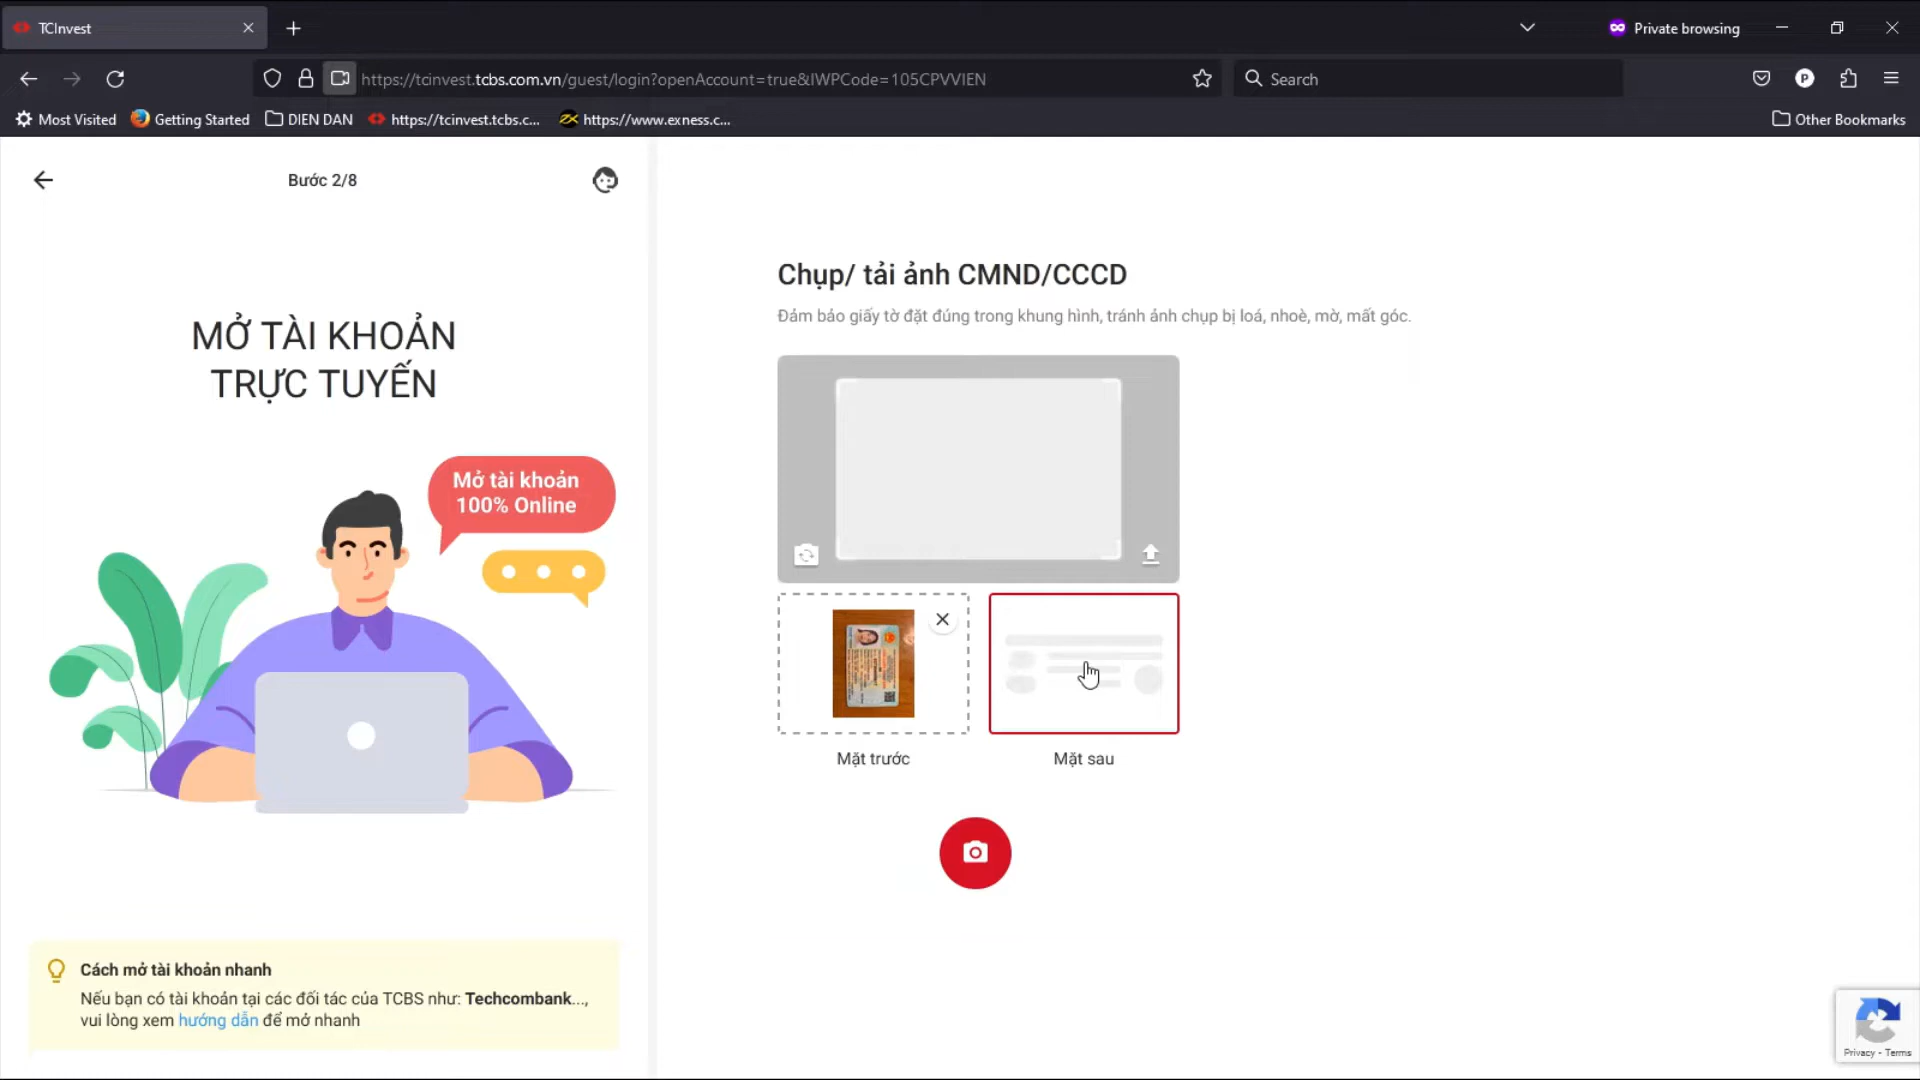 TCInvest
Private browsing
https://tcinvest.tcbs.com.vn/guest/login?openAccount=true&IWPCode=105CPVVIEN
Search
P
Most Visited
Getting Started
DIEN DAN
https://tcinvest.tcbs.c...
https://www.exness.c...
Other Bookmarks
Bước 2/8
MỞ TÀI KHOẢN
TRỰC TUYẾN
Mở tài khoản
100% Online
Cách mở tài khoản nhanh
Nếu bạn có tài khoản tại các đối tác của TCBS như: Techcombank...,
vui lòng xem hướng dẫn để mở nhanh
Chụp/ tải ảnh CMND/CCCD
Đảm bảo giấy tờ đặt đúng trong khung hình, tránh ảnh chụp bị loá, nhoè, mờ, mất góc.
Mặt trước
Mặt sau
Privacy - Terms